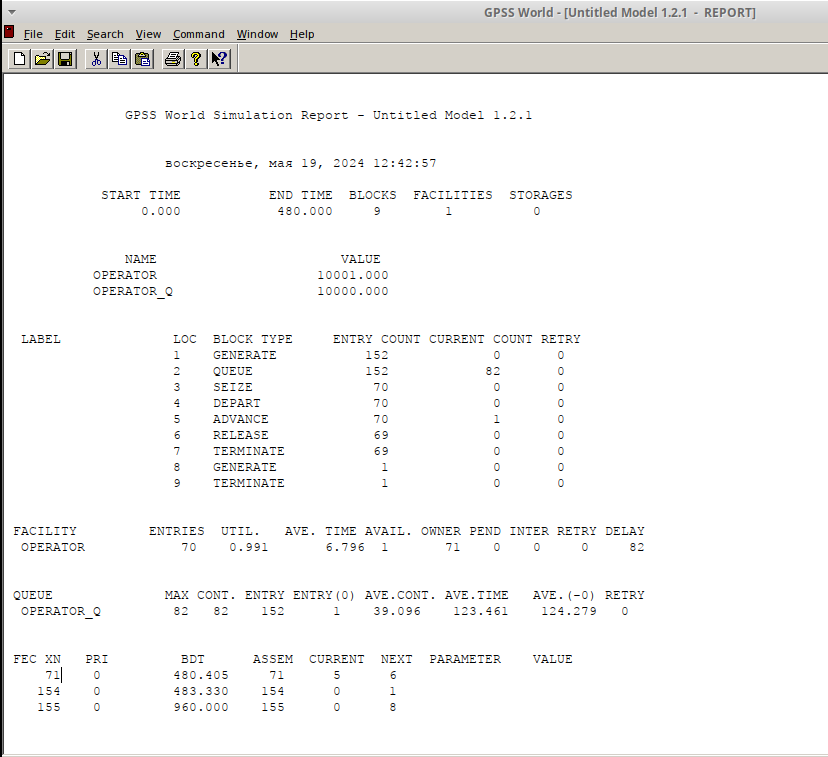 GPSS World - [Untitled Model 1.2.1 - REPORT]
File Edit Search View Command Window Help
GPSS World Simulation Report - Untitled Model 1.2.1
воскресенье, мая 19, 2024 12:42:57
START TIME END TIME BLOCKS FACILITIES STORAGES
0.000 480.000 9 1 0
NAME VALUE
OPERATOR 10001.000
OPERATOR_Q 10000.000
LABEL LOC BLOCK TYPE ENTRY COUNT CURRENT COUNT RETRY
1 GENERATE 152 0 0
2 QUEUE 152 82 0
3 SEIZE 70 0 0
4 DEPART 70 0 0
5 ADVANCE 70 1 0
6 RELEASE 69 0 0
7 TERMINATE 69 0 0
8 GENERATE 1 0 0
9 TERMINATE 1 0 0
FACILITY ENTRIES UTIL. AVE. TIME AVAIL. OWNER PEND INTER RETRY DELAY
OPERATOR 70 0.991 6.796 1 71 0 0 0 82
QUEUE MAX CONT. ENTRY ENTRY(0) AVE.CONT. AVE.TIME AVE.(-0) RETRY
OPERATOR_Q 82 82 152 1 39.096 123.461 124.279 0
FEC XN PRI BDT ASSEM CURRENT NEXT PARAMETER VALUE
71 0 480.405 71 5 6
154 0 483.330 154 0 1
155 0 960.000 155 0 8